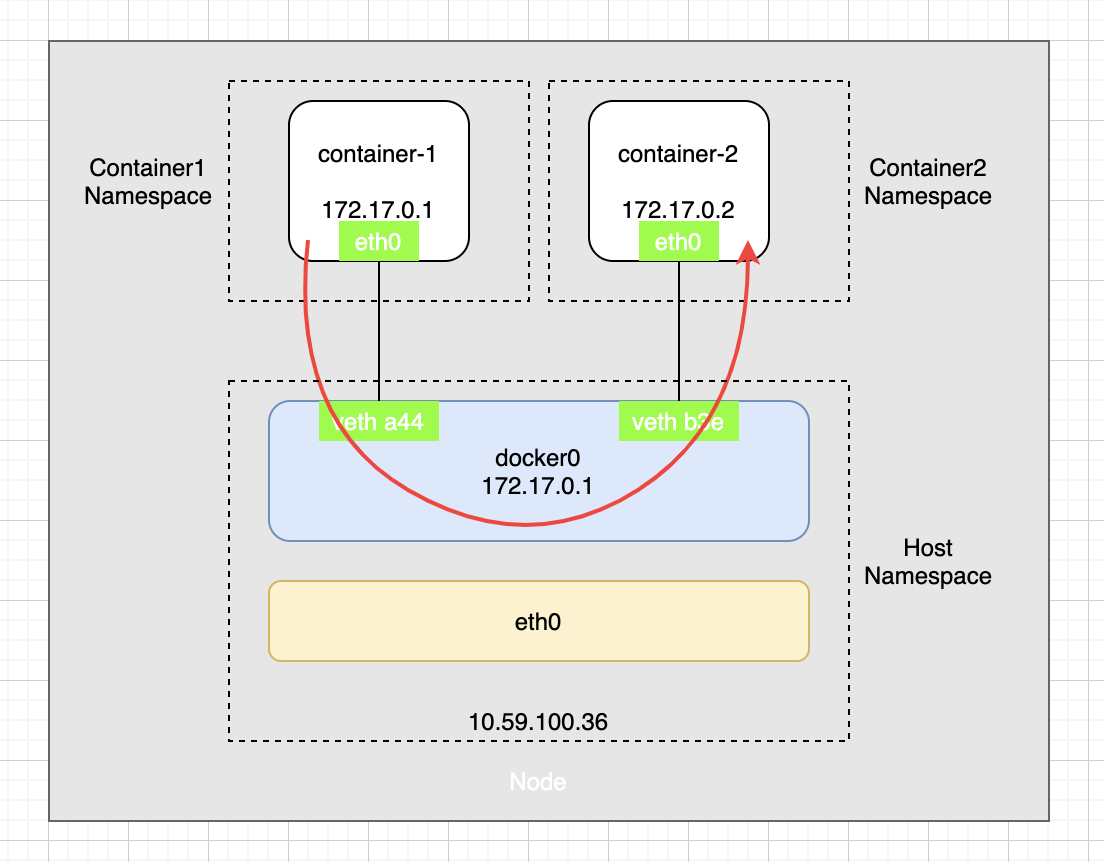 container-1
container-2
Container1
Namespace
Container2
Namespace
172.17.0.1
172.17.0.2
eth0
eth0
veth a44
veth b3e
docker0
172.17.0.1
Host
Namespace
eth0
10.59.100.36
Node